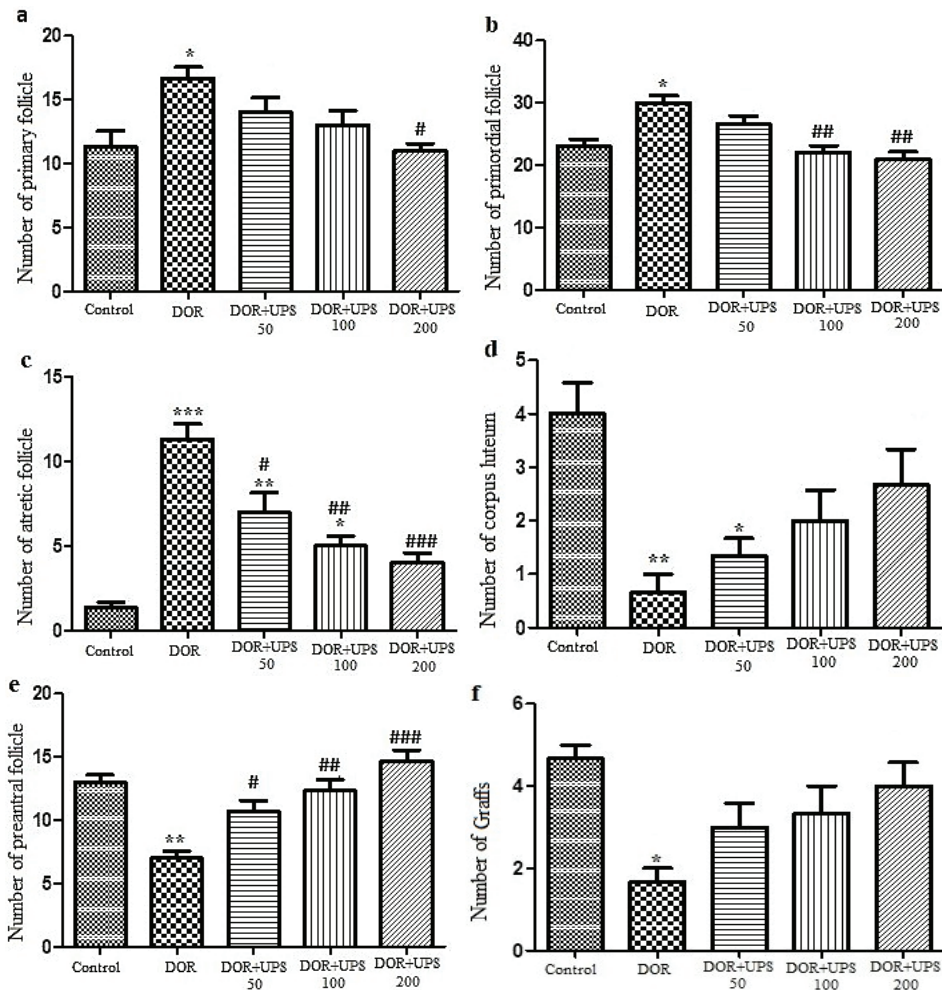 a
Number of primary follicle
20
15
10
5
0
*
#
Control
DOR
DOR+UPS
50
DOR+UPS
100
DOR+UPS
200
b
Number of primordial follicle
40
30
20
10
0
*
##
##
Control
DOR
DOR+UPS
50
DOR+UPS
100
DOR+UPS
200
c
Number of atretic follicle
15
10
5
0
***
#
**
##
*
###
Control
DOR
DOR+UPS
50
DOR+UPS
100
DOR+UPS
200
d
Number of corpus luteum
5
4
3
2
1
0
**
*
Control
DOR
DOR+UPS
50
DOR+UPS
100
DOR+UPS
200
e
Number of preantral follicle
20
15
10
5
0
**
#
##
###
Control
DOR
DOR+UPS
50
DOR+UPS
100
DOR+UPS
200
f
Number of Graffs
6
4
2
0
*
Control
DOR
DOR+UPS
50
DOR+UPS
100
DOR+UPS
200